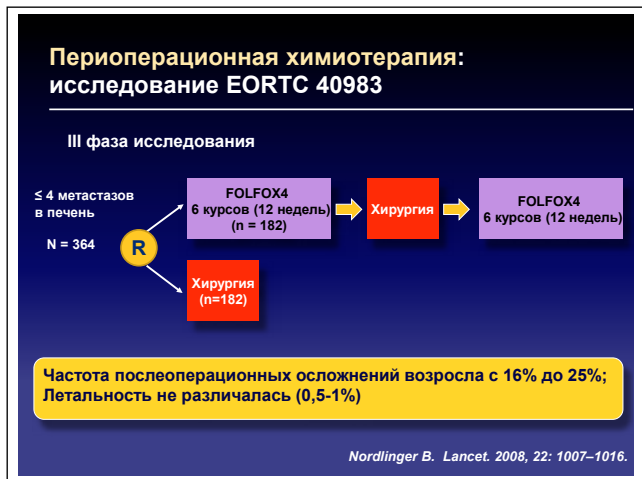 Периоперационная химиотерапия:
исследование EORTC 40983
III фаза исследования
≤ 4 метастазов
в печень
N = 364
R
FOLFOX4
6 курсов (12 недель)
(n = 182)
Хирургия
FOLFOX4
6 курсов (12 недель)
Хирургия
(n=182)
Частота послеоперационных осложнений возросла с 16% до 25%;
Летальность не различалась (0,5-1%)
Nordlinger B. Lancet. 2008, 22: 1007–1016.